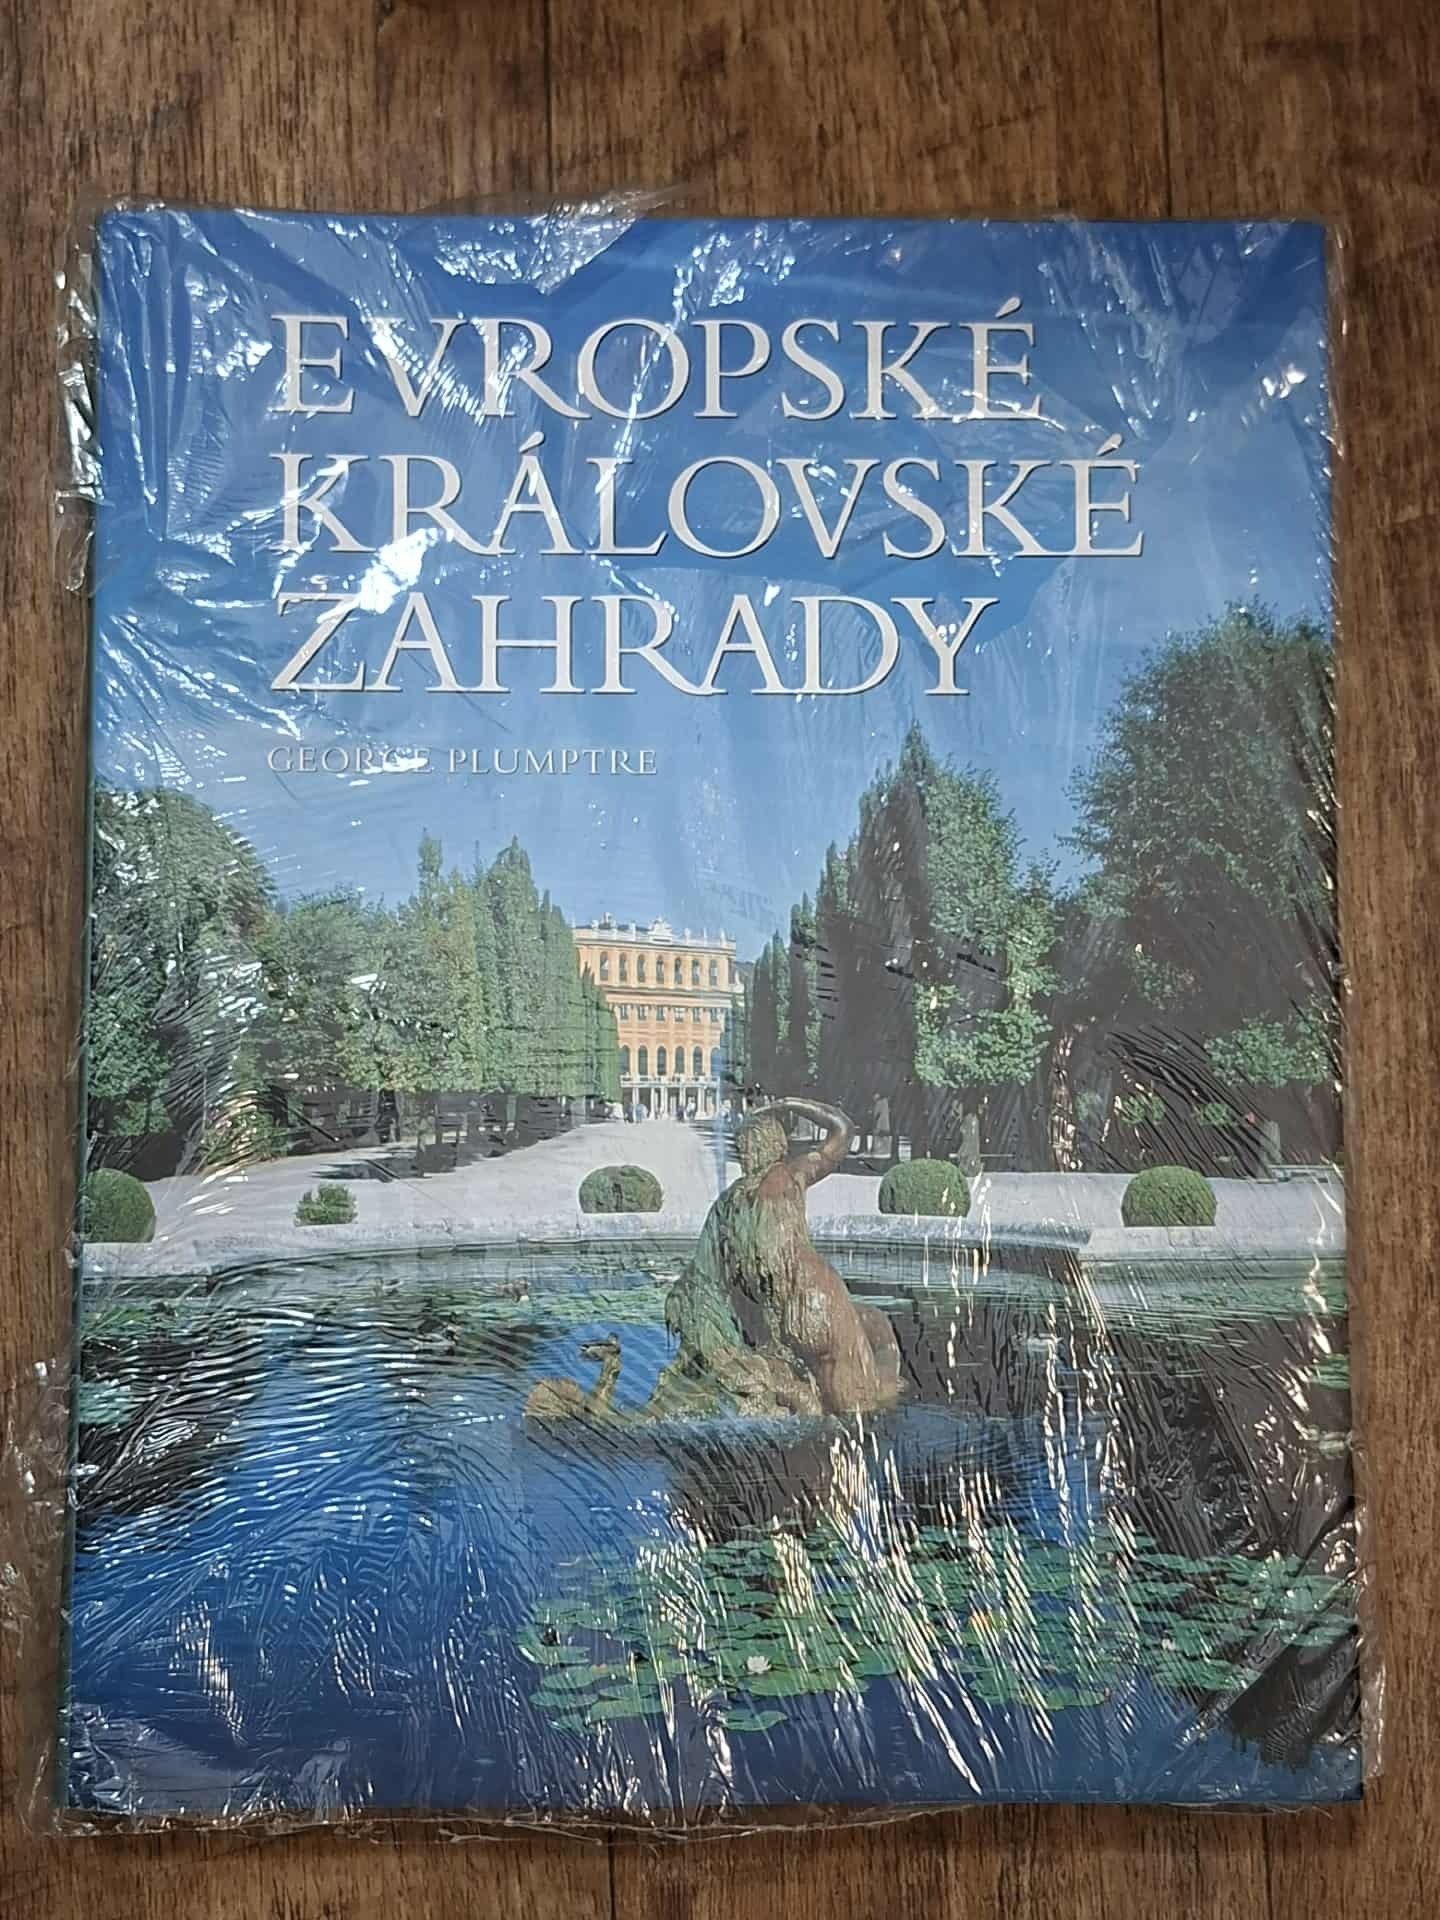 EVROPSKÉ
KRÁLOVSKÉ
ZAHRADY
GEORGE PLUMPTRE